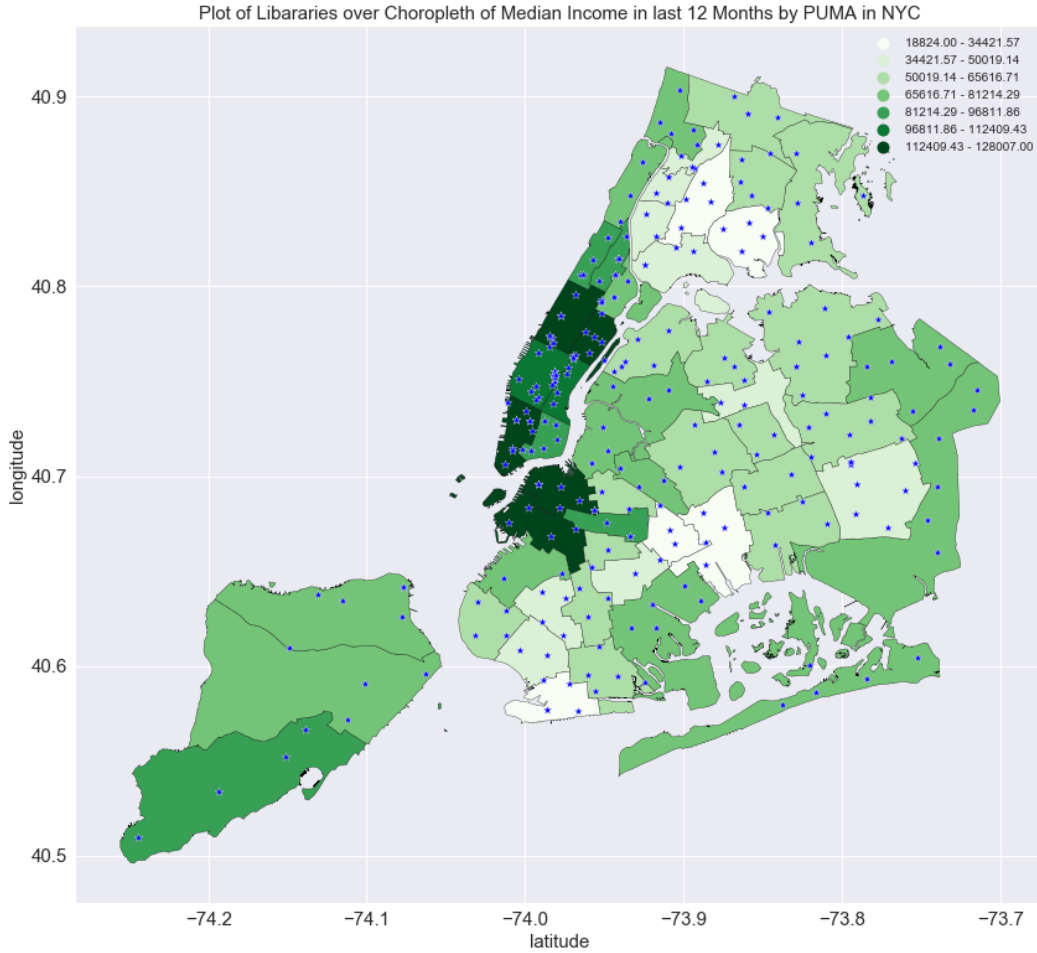 Plot of Libararies over Choropleth of Median Income in last 12 Months by PUMA in NYC
18824.00 - 34421.57
34421.57 - 50019.14
50019.14 - 65616.71
65616.71 - 81214.29
81214.29 - 96811.86
96811.86 - 112409.43
112409.43 - 128007.00
40.9
40.8
40.7
40.6
40.5
longitude
−74.2
−74.1
−74.0
−73.9
−73.8
−73.7
latitude